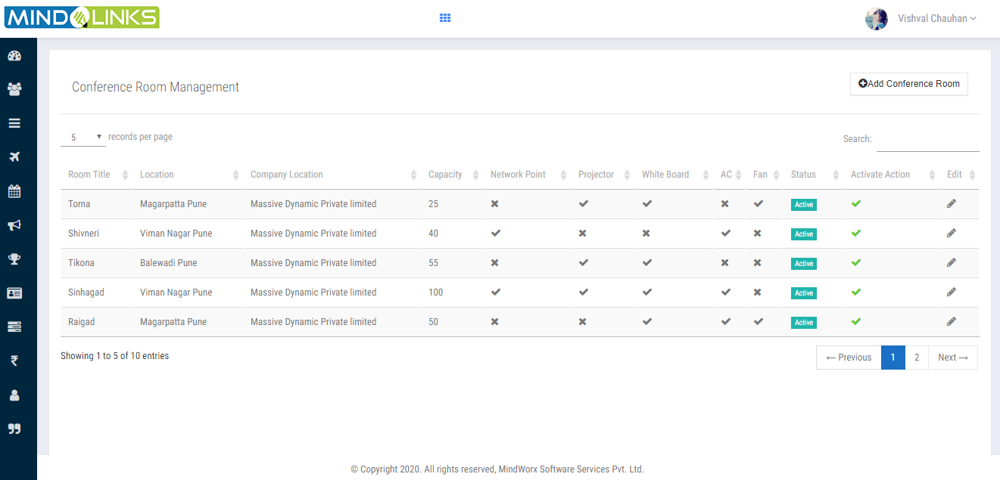 MIND LINKS
Vishval Chauhan
Conference Room Management
Add Conference Room
5 records per page
Search:
Room Title Location Company Location Capacity Network Point Projector White Board AC Fan Status Activate Action Edit
Torna Magarpatta Pune Massive Dynamic Private limited 25 ✖ ✔ ✔ ✖ ✔ Active ✔
Shivneri Viman Nagar Pune Massive Dynamic Private limited 40 ✔ ✖ ✖ ✔ ✖ Active ✔
Tikona Balewadi Pune Massive Dynamic Private limited 55 ✖ ✔ ✔ ✖ ✖ Active ✔
Sinhagad Viman Nagar Pune Massive Dynamic Private limited 100 ✔ ✔ ✔ ✔ ✖ Active ✔
Raigad Magarpatta Pune Massive Dynamic Private limited 50 ✖ ✖ ✔ ✔ ✔ Active ✔
Showing 1 to 5 of 10 entries
← Previous 1 2 Next →
© Copyright 2020. All rights reserved, MindWorx Software Services Pvt. Ltd.